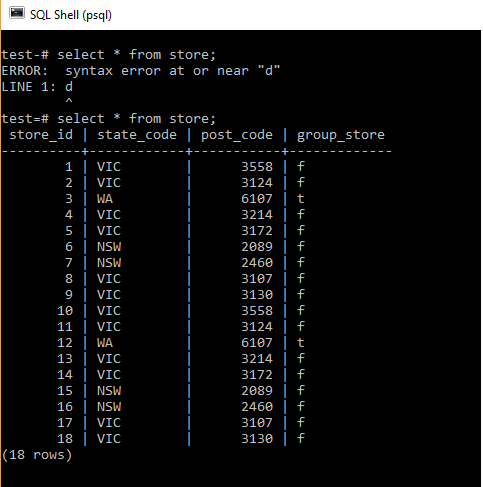 SQL Shell (psql)
test-# select * from store;
ERROR:  syntax error at or near "d"
LINE 1: d
        ^
test=# select * from store;
 store_id | state_code | post_code | group_store
----------+------------+-----------+-------------
        1 | VIC        |      3558 | f
        2 | VIC        |      3124 | f
        3 | WA         |      6107 | t
        4 | VIC        |      3214 | f
        5 | VIC        |      3172 | f
        6 | NSW        |      2089 | f
        7 | NSW        |      2460 | f
        8 | VIC        |      3107 | f
        9 | VIC        |      3130 | f
       10 | VIC        |      3558 | f
       11 | VIC        |      3124 | f
       12 | WA         |      6107 | t
       13 | VIC        |      3214 | f
       14 | VIC        |      3172 | f
       15 | NSW        |      2089 | f
       16 | NSW        |      2460 | f
       17 | VIC        |      3107 | f
       18 | VIC        |      3130 | f
(18 rows)